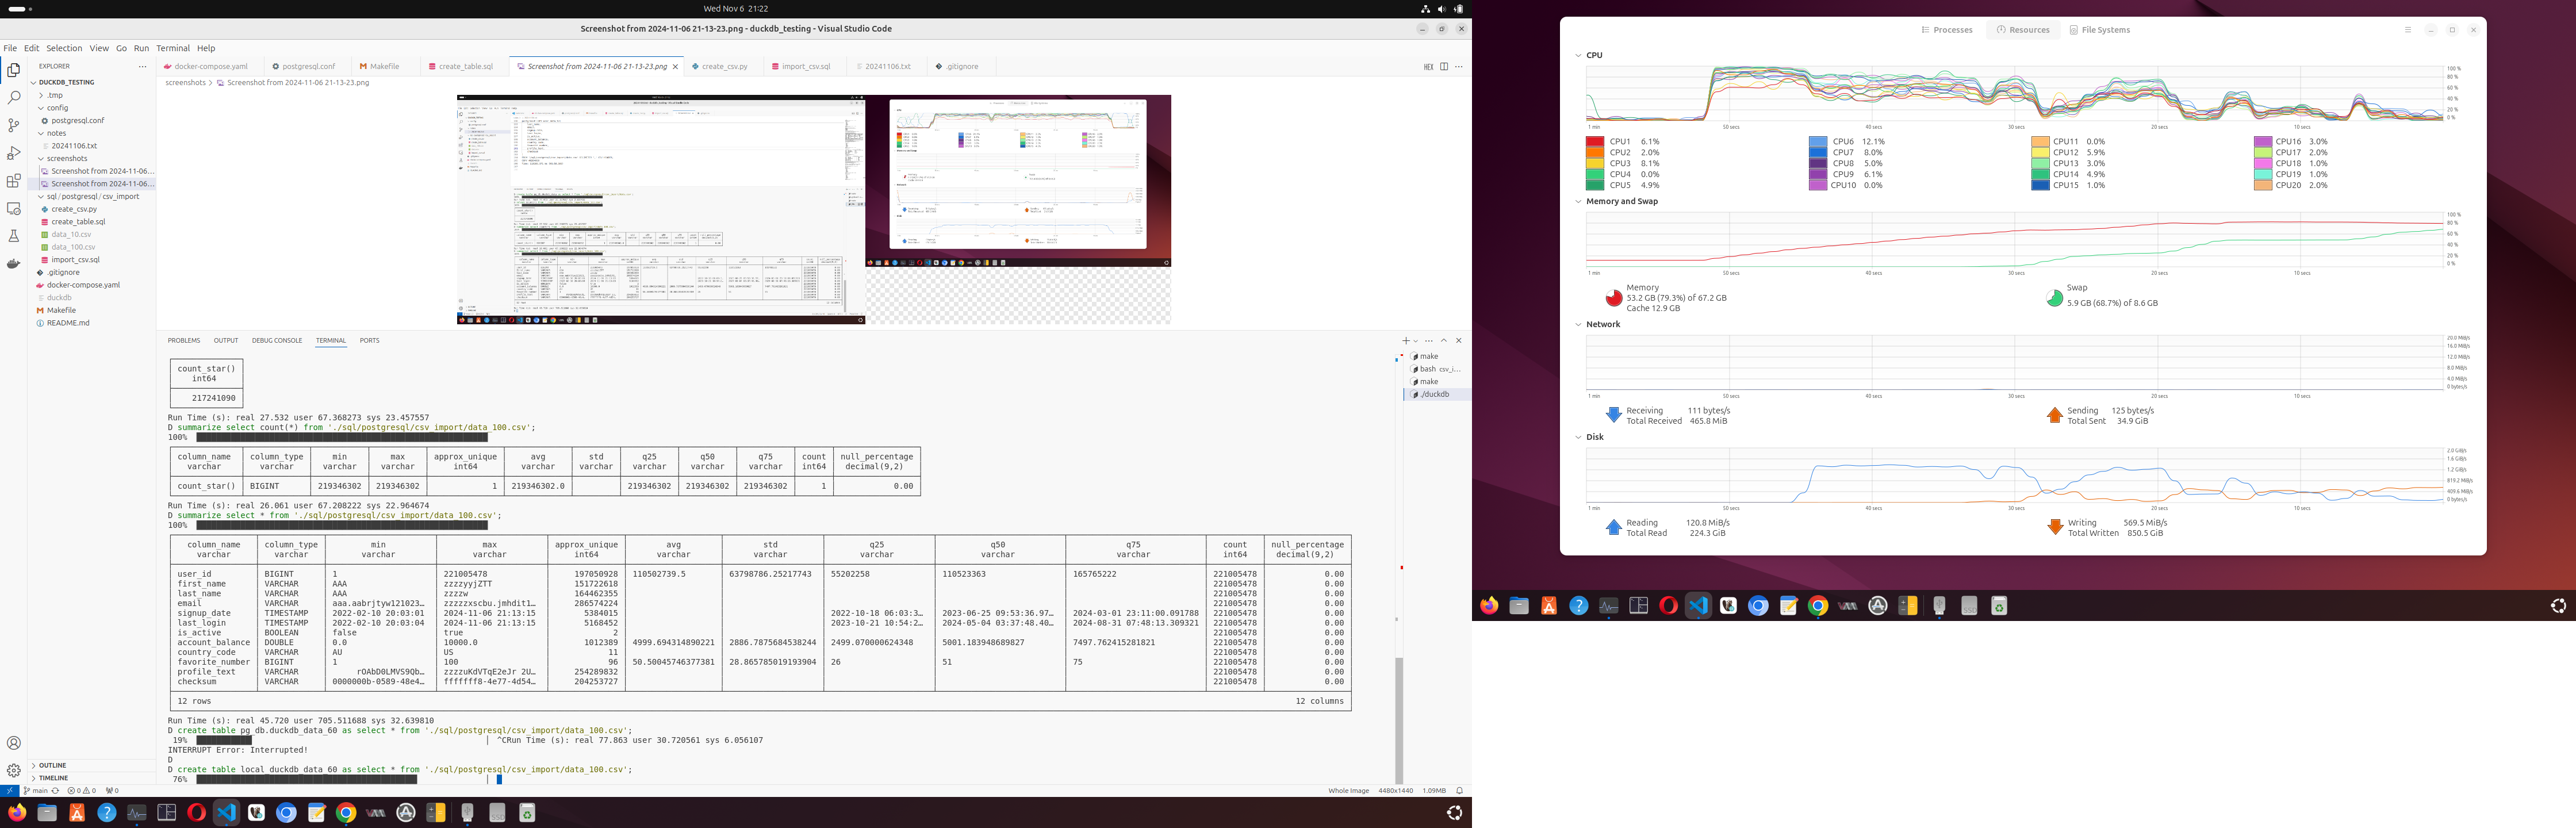 Wed Nov 6 21:22
Screenshot from 2024-11-06 21-13-23.png - duckdb_testing - Visual Studio Code
File Edit Selection View Go Run Terminal Help
EXPLORER
DUCKDB_TESTING
.tmp
config
postgresql.conf
notes
20241106.txt
screenshots
Screenshot from 2024-11-06...
Screenshot from 2024-11-06...
sql / postgresql / csv_import
create_csv.py
create_table.sql
data_10.csv
data_100.csv
import_csv.sql
.gitignore
docker-compose.yaml
duckdb
Makefile
README.md
OUTLINE
TIMELINE
docker-compose.yaml postgresql.conf Makefile create_table.sql Screenshot from 2024-11-06 21-13-23.png create_csv.py import_csv.sql 20241106.txt .gitignore
screenshots > Screenshot from 2024-11-06 21-13-23.png
PROBLEMS OUTPUT DEBUG CONSOLE TERMINAL PORTS
make
bash csv_i...
make
./duckdb
count_star()
int64
217241090
Run Time (s): real 27.532 user 67.368273 sys 23.457557
D summarize select count(*) from './sql/postgresql/csv_import/data_100.csv';
100%
column_name column_type min max approx_unique avg std q25 q50 q75 count null_percentage
varchar varchar varchar varchar int64 varchar varchar varchar varchar varchar int64 decimal(9,2)
count_star() BIGINT 219346302 219346302 1 219346302.0 219346302 219346302 219346302 1 0.00
Run Time (s): real 26.061 user 67.208222 sys 22.964674
D summarize select * from './sql/postgresql/csv_import/data_100.csv';
100%
column_name column_type min max approx_unique avg std q25 q50 q75 count null_percentage
varchar varchar varchar varchar int64 varchar varchar varchar varchar varchar int64 decimal(9,2)
user_id BIGINT 1 221005478 197050928 110502739.5 63798786.25217743 55202258 110523363 165765222 221005478 0.00
first_name VARCHAR AAA zzzzyyjZTT 151722618 221005478 0.00
last_name VARCHAR AAA zzzzw 164462355 221005478 0.00
email VARCHAR aaa.aabrjtyw121023… zzzzzxscbu.jmhdit1… 286574224 221005478 0.00
signup_date TIMESTAMP 2022-02-10 20:03:01 2024-11-06 21:13:15 5384015 2022-10-18 06:03:3… 2023-06-25 09:53:36.97… 2024-03-01 23:11:00.091788 221005478 0.00
last_login TIMESTAMP 2022-02-10 20:03:04 2024-11-06 21:13:15 5168452 2023-10-21 10:54:2… 2024-05-04 03:37:48.40… 2024-08-31 07:48:13.309321 221005478 0.00
is_active BOOLEAN false true 2 221005478 0.00
account_balance DOUBLE 0.0 10000.0 1012389 4999.694314890221 2886.7875684538244 2499.070000624348 5001.183948689827 7497.762415281821 221005478 0.00
country_code VARCHAR AU US 11 221005478 0.00
favorite_number BIGINT 1 100 96 50.50045746377381 28.865785019193904 26 51 75 221005478 0.00
profile_text VARCHAR rOAbD0LMVS9Qb… zzzzuKdVTqE2eJr 2U… 254289832 221005478 0.00
checksum VARCHAR 0000000b-0589-48e4… fffffff8-4e77-4d54… 204253727 221005478 0.00
12 rows 12 columns
Run Time (s): real 45.720 user 705.511688 sys 32.639810
D create table pg_db.duckdb_data_60 as select * from './sql/postgresql/csv_import/data_100.csv';
19% ^CRun Time (s): real 77.863 user 30.720561 sys 6.056107
INTERRUPT Error: Interrupted!
D
D create table local_duckdb_data_60 as select * from './sql/postgresql/csv_import/data_100.csv';
76%
main 0 0 0 Whole Image 4480x1440 1.09MB
Processes Resources File Systems
CPU
100 %
80 %
60 %
40 %
20 %
0 %
1 min 50 secs 40 secs 30 secs 20 secs 10 secs
CPU1 6.1% CPU6 12.1% CPU11 0.0% CPU16 3.0%
CPU2 2.0% CPU7 8.0% CPU12 5.9% CPU17 2.0%
CPU3 8.1% CPU8 5.0% CPU13 3.0% CPU18 1.0%
CPU4 0.0% CPU9 6.1% CPU14 4.9% CPU19 1.0%
CPU5 4.9% CPU10 0.0% CPU15 1.0% CPU20 2.0%
Memory and Swap
100 %
80 %
60 %
40 %
20 %
0 %
1 min 50 secs 40 secs 30 secs 20 secs 10 secs
Memory
53.2 GB (79.3%) of 67.2 GB
Cache 12.9 GB
Swap
5.9 GB (68.7%) of 8.6 GB
Network
20.0 MiB/s
16.0 MiB/s
12.0 MiB/s
8.0 MiB/s
4.0 MiB/s
0 bytes/s
1 min 50 secs 40 secs 30 secs 20 secs 10 secs
Receiving 111 bytes/s
Total Received 465.8 MiB
Sending 125 bytes/s
Total Sent 34.9 GiB
Disk
2.0 GiB/s
1.6 GiB/s
1.2 GiB/s
819.2 MiB/s
409.6 MiB/s
0 bytes/s
1 min 50 secs 40 secs 30 secs 20 secs 10 secs
Reading 120.8 MiB/s
Total Read 224.3 GiB
Writing 569.5 MiB/s
Total Written 850.5 GiB